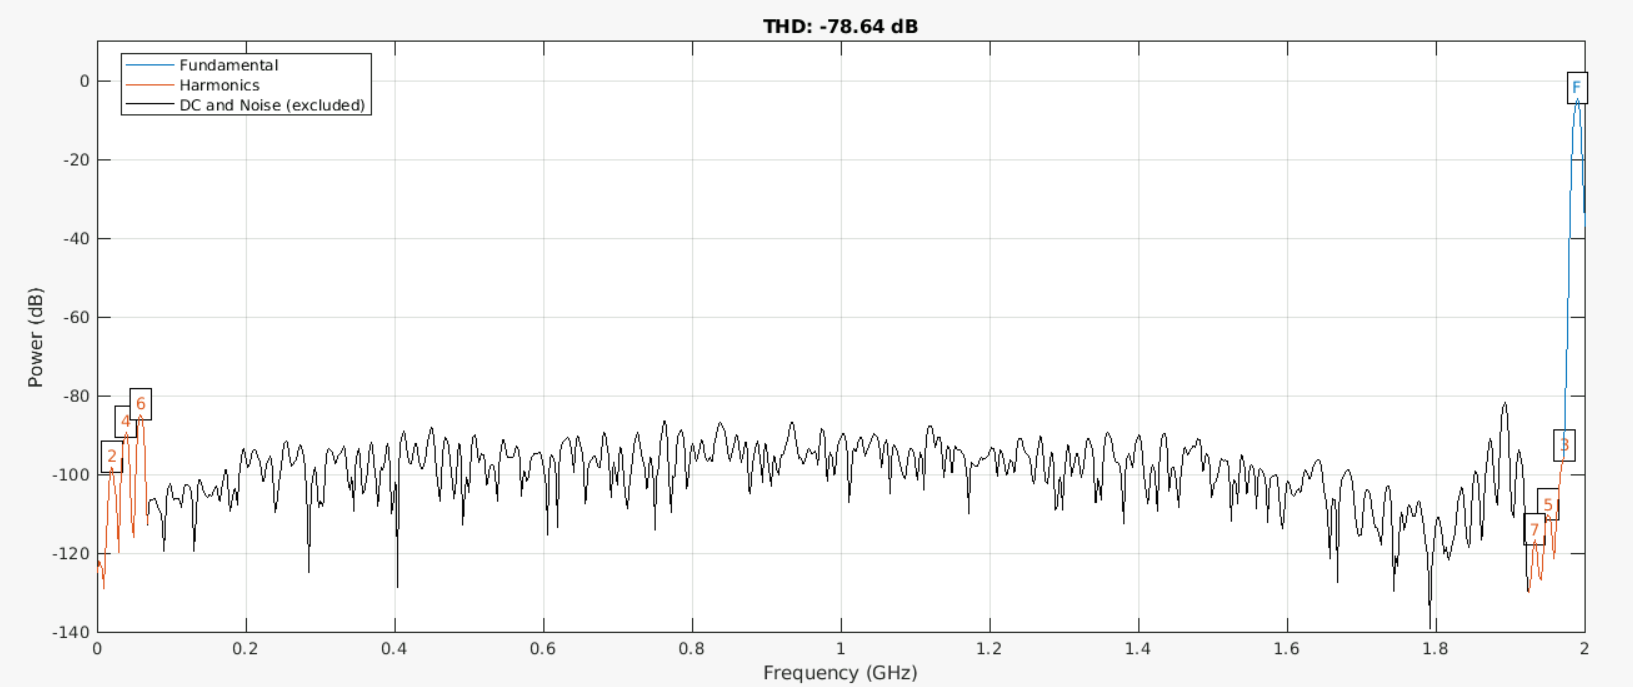 THD: -78.64 dB
Fundamental
Harmonics
DC and Noise (excluded)
F
2
4
6
3
5
7
0
-20
-40
-60
-80
-100
-120
-140
Power (dB)
0 0.2 0.4 0.6 0.8 1 1.2 1.4 1.6 1.8 2
Frequency (GHz)